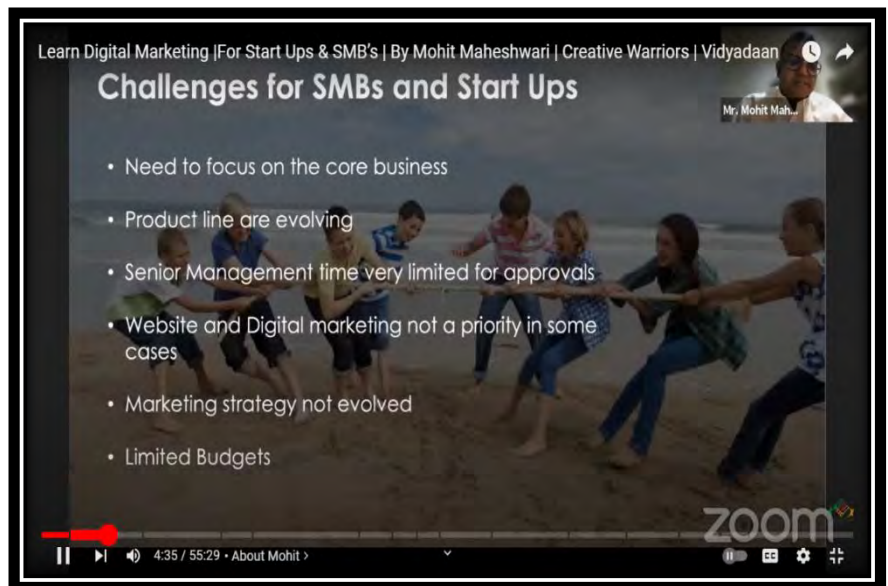 Learn Digital Marketing |For Start Ups & SMB's | By Mohit Maheshwari | Creative Warriors | Vidyadaan
Challenges for SMBs and Start Ups
Mr. Mohit Mah...
• Need to focus on the core business
• Product line are evolving
• Senior Management time very limited for approvals
• Website and Digital marketing not a priority in some
cases
• Marketing strategy not evolved
• Limited Budgets
zoom
4:35 / 55:29 • About Mohit ›
CC